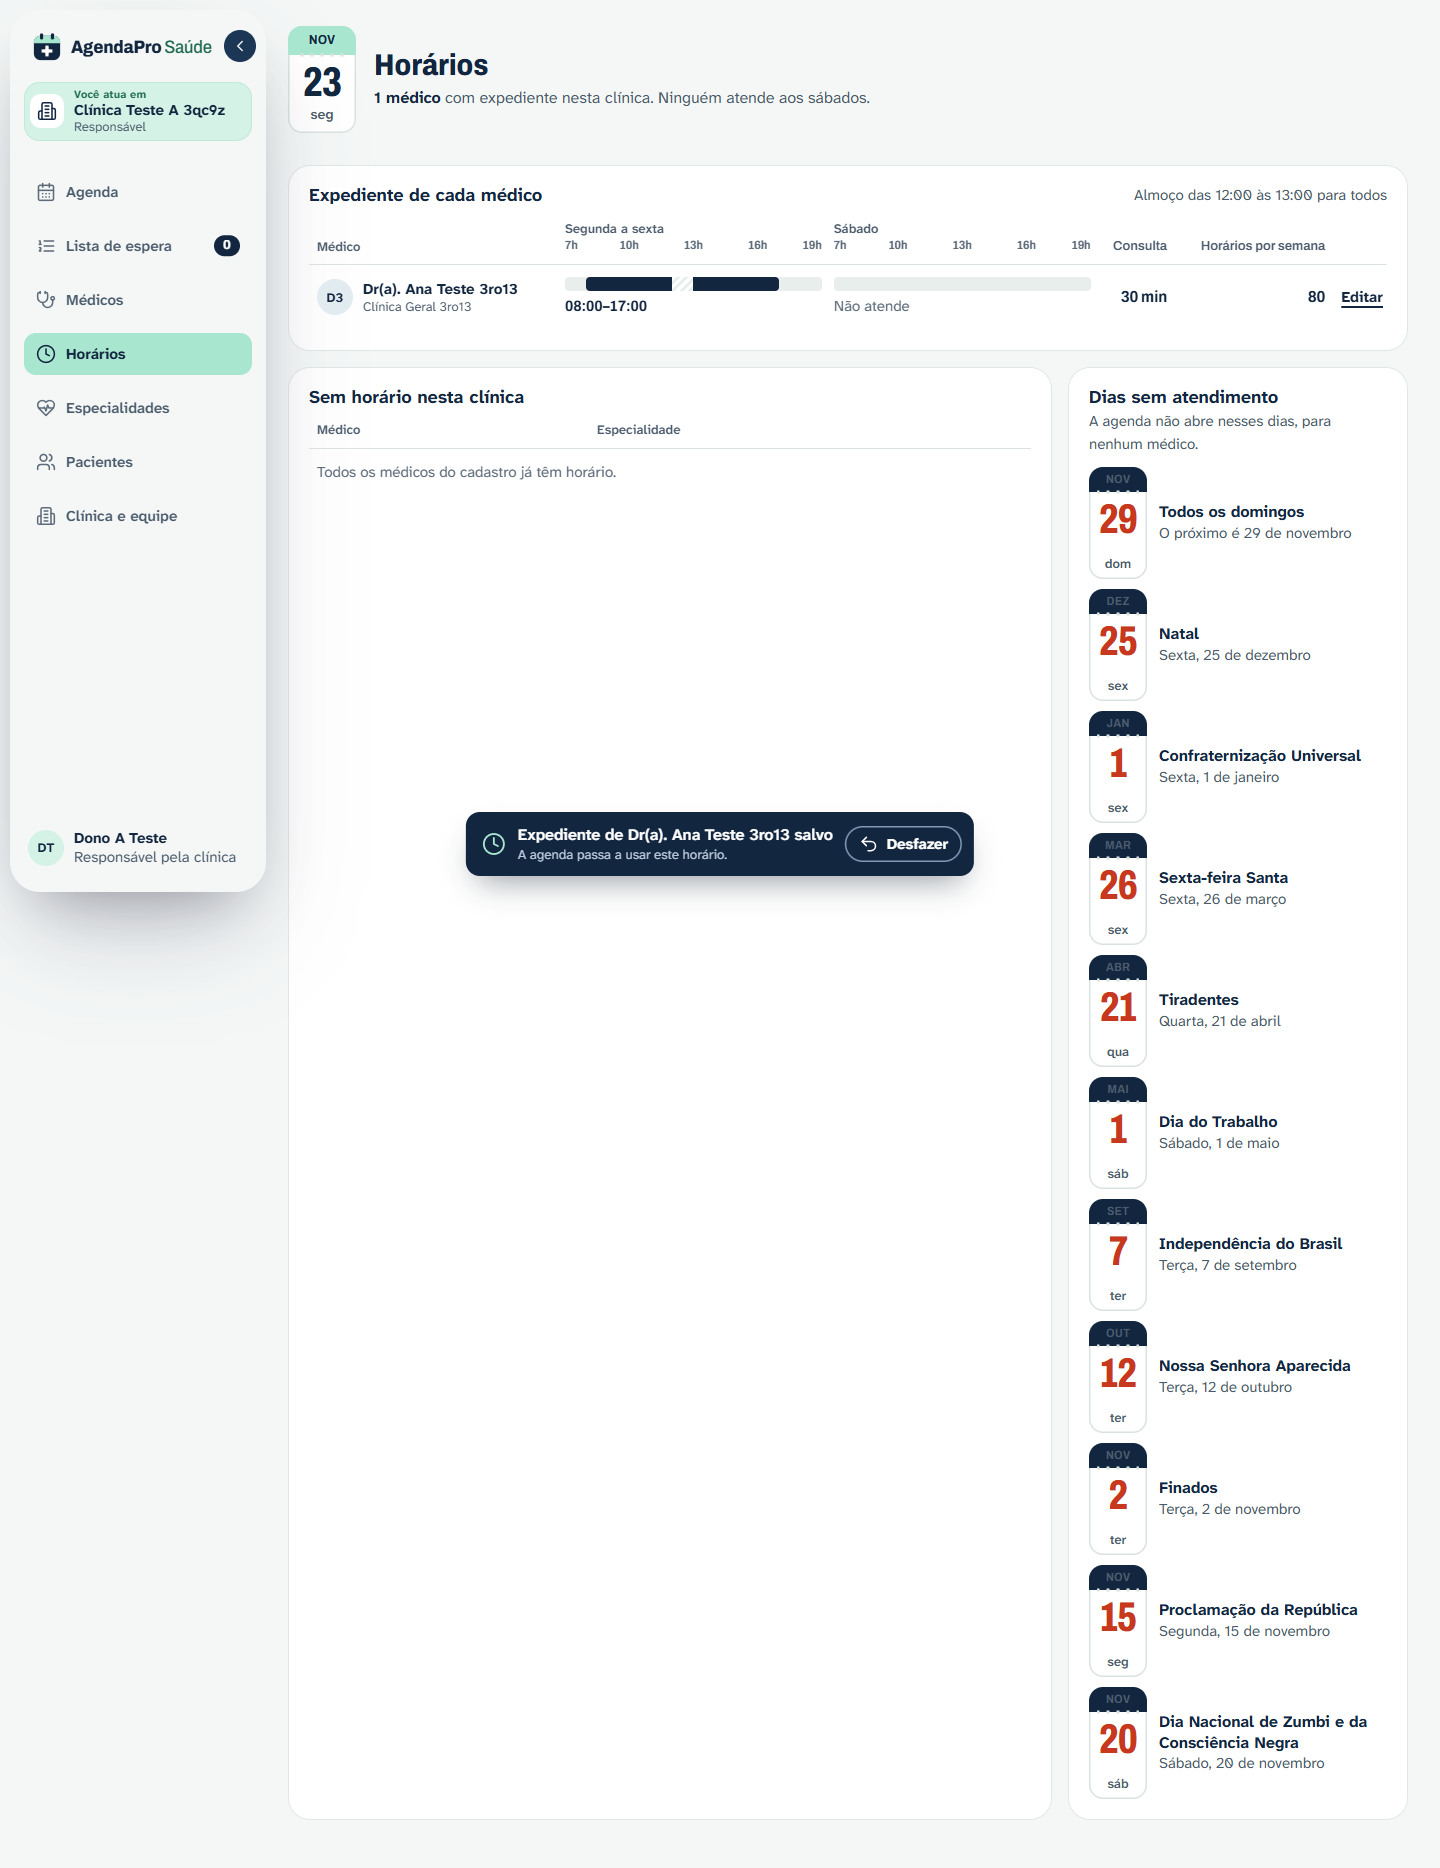 AgendaPro Saúde
Você atua em
Clínica Teste A 3qc9z
Responsável
Agenda
Lista de espera 0
Médicos
Horários
Especialidades
Pacientes
Clínica e equipe
DT
Dono A Teste
Responsável pela clínica
NOV
23
seg
Horários
1 médico com expediente nesta clínica. Ninguém atende aos sábados.
Expediente de cada médico
Almoço das 12:00 às 13:00 para todos
Médico
Segunda a sexta
7h 10h 13h 16h 19h
Sábado
7h 10h 13h 16h 19h
Consulta
Horários por semana
D3
Dr(a). Ana Teste 3ro13
Clínica Geral 3ro13
08:00–17:00
Não atende
30 min
80
Editar
Sem horário nesta clínica
Médico Especialidade
Todos os médicos do cadastro já têm horário.
Expediente de Dr(a). Ana Teste 3ro13 salvo
A agenda passa a usar este horário.
Desfazer
Dias sem atendimento
A agenda não abre nesses dias, para
nenhum médico.
NOV
29
dom
Todos os domingos
O próximo é 29 de novembro
DEZ
25
sex
Natal
Sexta, 25 de dezembro
JAN
1
sex
Confraternização Universal
Sexta, 1 de janeiro
MAR
26
sex
Sexta-feira Santa
Sexta, 26 de março
ABR
21
qua
Tiradentes
Quarta, 21 de abril
MAI
1
sáb
Dia do Trabalho
Sábado, 1 de maio
SET
7
ter
Independência do Brasil
Terça, 7 de setembro
OUT
12
ter
Nossa Senhora Aparecida
Terça, 12 de outubro
NOV
2
ter
Finados
Terça, 2 de novembro
NOV
15
seg
Proclamação da República
Segunda, 15 de novembro
NOV
20
sáb
Dia Nacional de Zumbi e da
Consciência Negra
Sábado, 20 de novembro